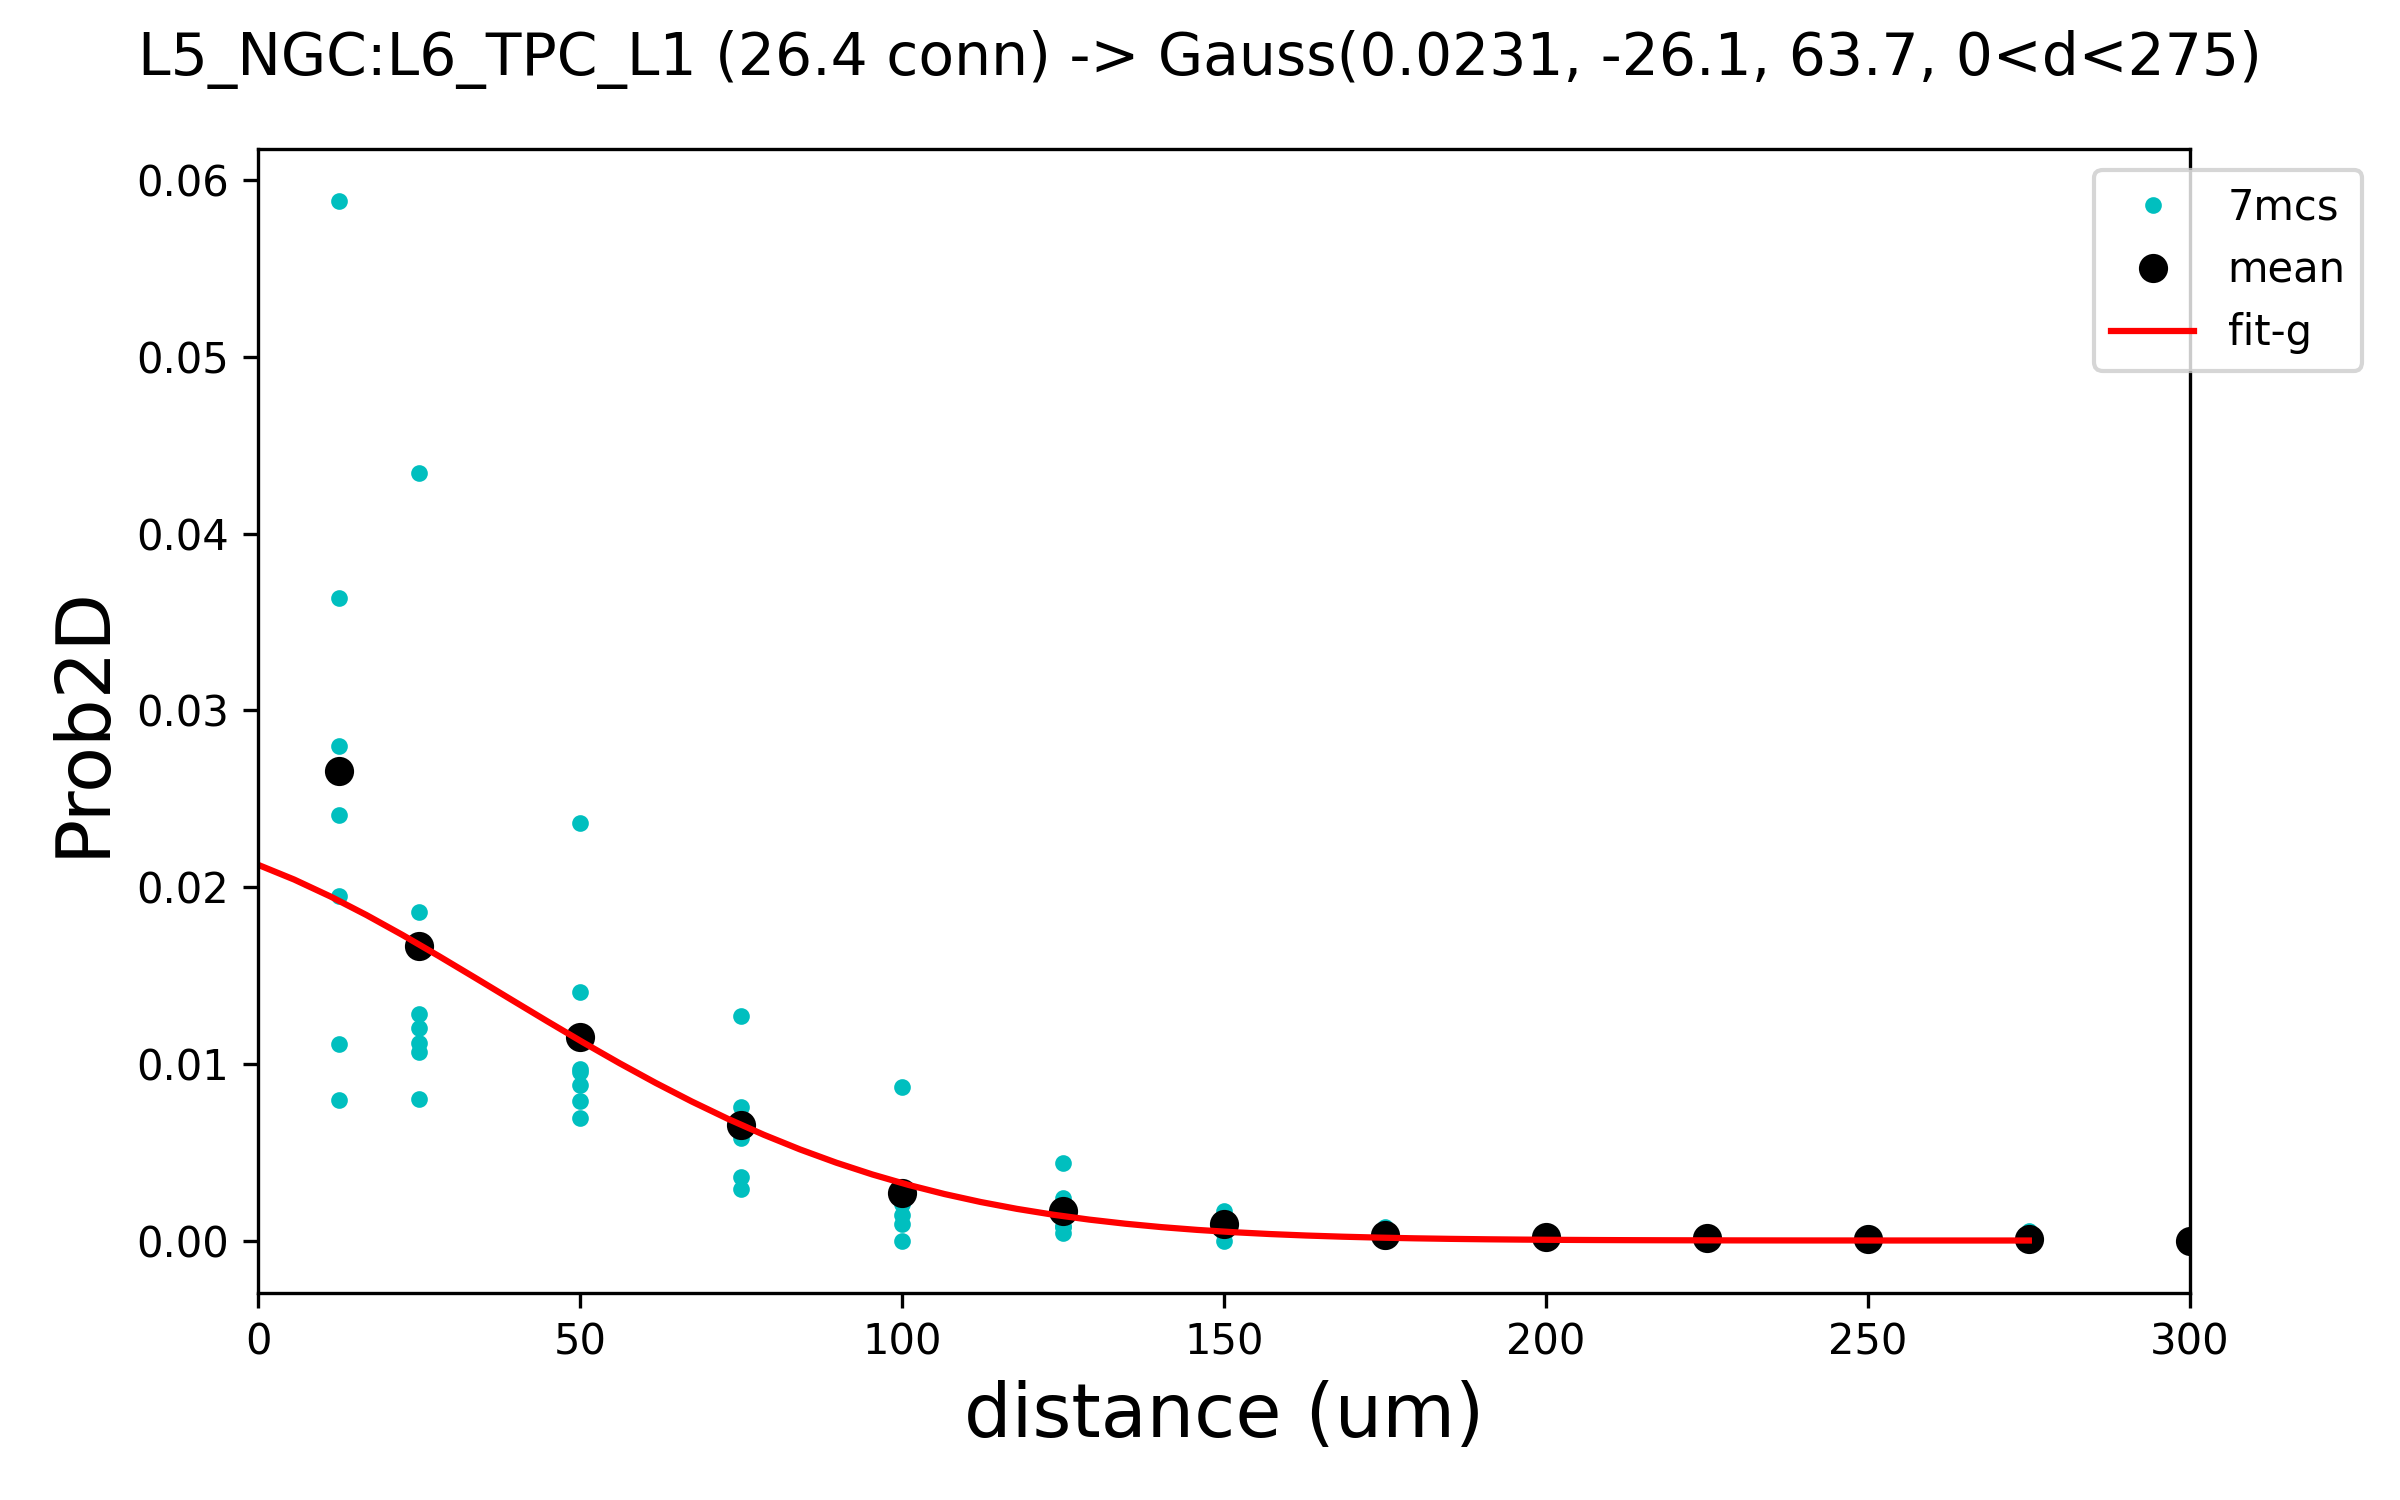 L5_NGC:L6_TPC_L1 (26.4 conn) -> Gauss(0.0231, -26.1, 63.7, 0<d<275)
7mcs
mean
fit-g
Prob2D
0.06
0.05
0.04
0.03
0.02
0.01
0.00
0 50 100 150 200 250 300
distance (um)